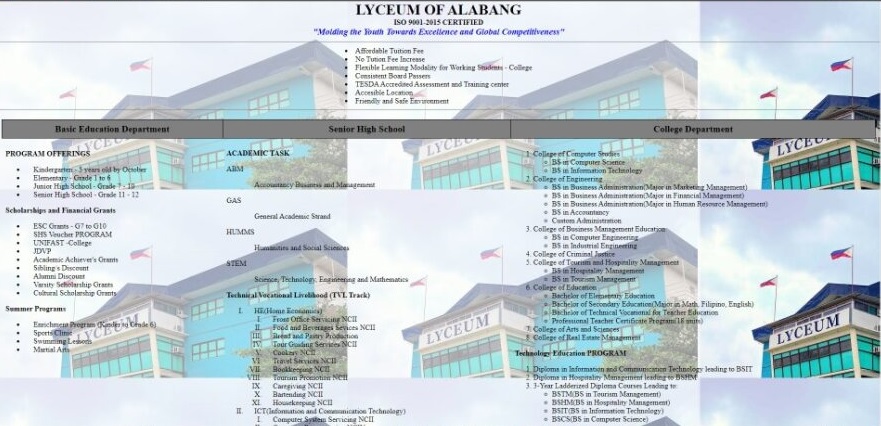 LYCEUM OF ALABANG
ISO 9001-2015 CERTIFIED
"Molding the Youth Towards Excellence and Global Competitiveness"
Affordable Tuition Fee
No Tution Fee Increase
Flexible Learning Modality for Working Students - College
Consistent Board Passers
TESDA Accredited Assessment and Training center
Accesible Location
Friendly and Safe Environment
Basic Education Department
PROGRAM OFFERINGS
Kindergarten - 5 years old by October
Elementary - Grade 1 to 6
Junior High School - Grade 7 - 10
Senior High School - Grade 11 - 12
Scholarships and Financial Grants
ESC Grants - G7 to G10
SHS Voucher PROGRAM
UNIFAST -College
JDVP
Academic Achiever's Grants
Sibling's Discount
Alumni Discount
Varsity Scholarship Grants
Cultural Scholarship Grants
Summer Programs
Enrichment Program (Kinder to Grade 6)
Sports Clinic
Swimming Lessons
Martial Arts
Senior High School
ACADEMIC TASK
ABM
Accountancy Business and Management
GAS
General Academic Strand
HUMMS
Humanities and Social Sciences
STEM
Science, Technology, Engineering and Mathematics
Technical Vocational Livelihood (TVL Track)
I. HE(Home Economics)
I. Front Office Servicing NCII
II. Food and Beverages Sevices NCII
III. Bread and Pastry Production
IV. Tour Guiding Services NCII
V. Cookery NCII
VI. Travel Services NCII
VII. Bookkeeping NCII
VIII. Tourism Promotion NCII
IX. Caregiving NCII
X. Bartending NCII
XI. Housekeeping NCII
II. ICT(Information and Communication Technology)
I. Computer System Servicing NCII
College Department
1. College of Computer Studies
BS in Computer Science
BS in Information Technology
2. College of Engineering
BS in Business Administration(Major in Marketing Management)
BS in Business Administration(Major in Financial Management)
BS in Business Administration(Major in Human Resource Management)
BS in Accountancy
Custom Administration
3. College of Business Management Education
BS in Computer Engineering
BS in Industrial Engineering
4. College of Criminal Justice
5. College of Tourism and Hospitality Management
BS in Hospitality Management
BS in Tourism Management
6. College of Education
Bachelor of Elementary Education
Bachelor of Secondary Education(Major in Math, Filipino, English)
Bachelor of Technical Vocational for Teacher Education
Professional Teacher Certificate Program(18 units)
7. College of Arts and Sciences
8. College of Real Estate Management
Technology Education PROGRAM
1. Diploma in Information and Communication Technology leading to BSIT
2. Diploma in Hospitality Management leading to BSHM
3. 3-Year Ladderized Diploma Courses Leading to:
BSTM(BS in Tourism Management)
BSHM(BS in Hospitality Management)
BSIT(BS in Information Technology)
BSCS(BS in Computer Science)
LYCEUM
LYCEUM
LYCEUM
LYCEUM